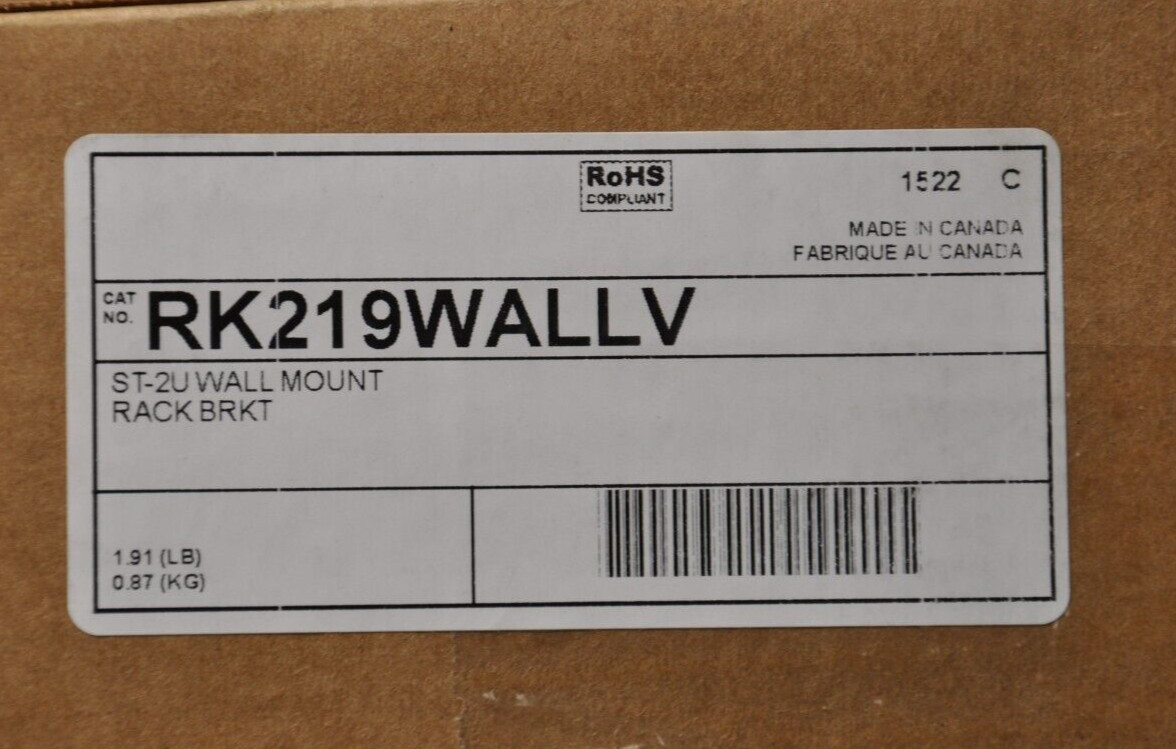 RoHS
COMPLIANT
1522 C
MADE IN CANADA
FABRIQUE AU CANADA
CAT
NO.
RK219WALLV
ST-2U WALL MOUNT
RACK BRKT
1.91 (LB)
0.87 (KG)